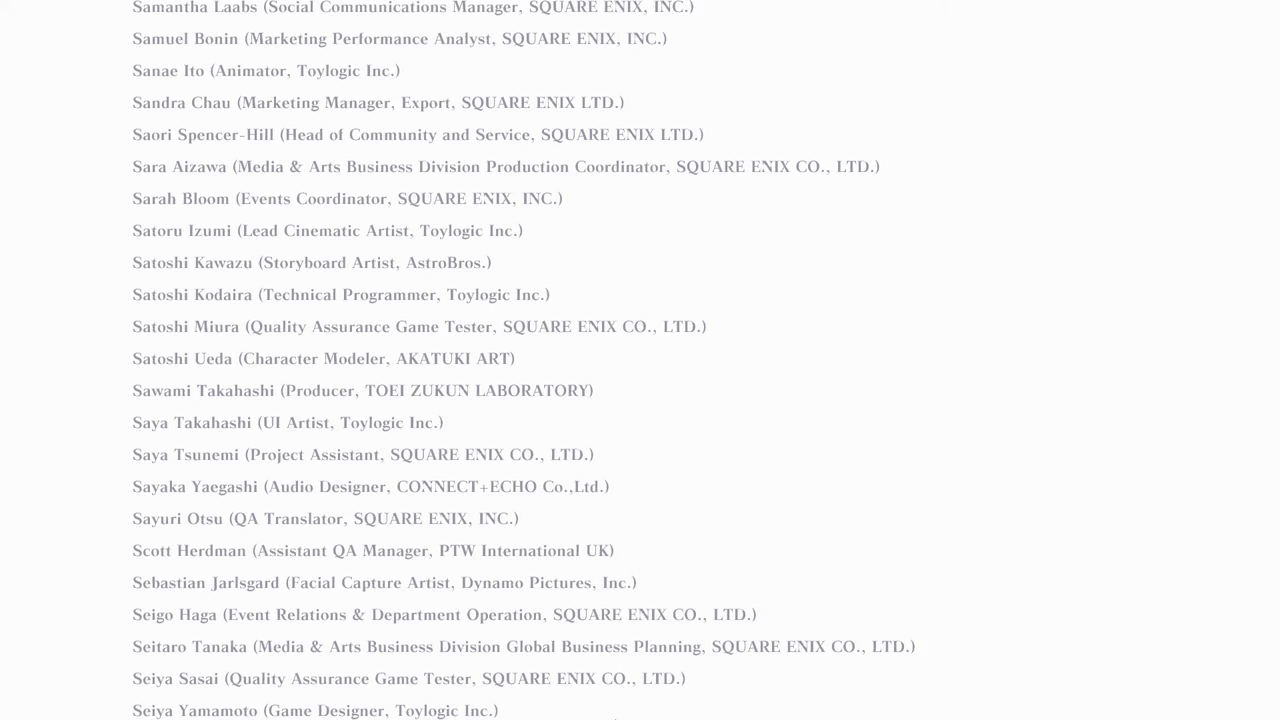 Samantha Laabs (Social Communications Manager, SQUARE ENIX, INC.)
Samuel Bonin (Marketing Performance Analyst, SQUARE ENIX, INC.)
Sanae Ito (Animator, Toylogic Inc.)
Sandra Chau (Marketing Manager, Export, SQUARE ENIX LTD.)
Saori Spencer-Hill (Head of Community and Service, SQUARE ENIX LTD.)
Sara Aizawa (Media & Arts Business Division Production Coordinator, SQUARE ENIX CO., LTD.)
Sarah Bloom (Events Coordinator, SQUARE ENIX, INC.)
Satoru Izumi (Lead Cinematic Artist, Toylogic Inc.)
Satoshi Kawazu (Storyboard Artist, AstroBros.)
Satoshi Kodaira (Technical Programmer, Toylogic Inc.)
Satoshi Miura (Quality Assurance Game Tester, SQUARE ENIX CO., LTD.)
Satoshi Ueda (Character Modeler, AKATUKI ART)
Sawami Takahashi (Producer, TOEI ZUKUN LABORATORY)
Saya Takahashi (UI Artist, Toylogic Inc.)
Saya Tsunemi (Project Assistant, SQUARE ENIX CO., LTD.)
Sayaka Yaegashi (Audio Designer, CONNECT+ECHO Co.,Ltd.)
Sayuri Otsu (QA Translator, SQUARE ENIX, INC.)
Scott Herdman (Assistant QA Manager, PTW International UK)
Sebastian Jarlsgard (Facial Capture Artist, Dynamo Pictures, Inc.)
Seigo Haga (Event Relations & Department Operation, SQUARE ENIX CO., LTD.)
Seitaro Tanaka (Media & Arts Business Division Global Business Planning, SQUARE ENIX CO., LTD.)
Seiya Sasai (Quality Assurance Game Tester, SQUARE ENIX CO., LTD.)
Seiya Yamamoto (Game Designer, Toylogic Inc.)